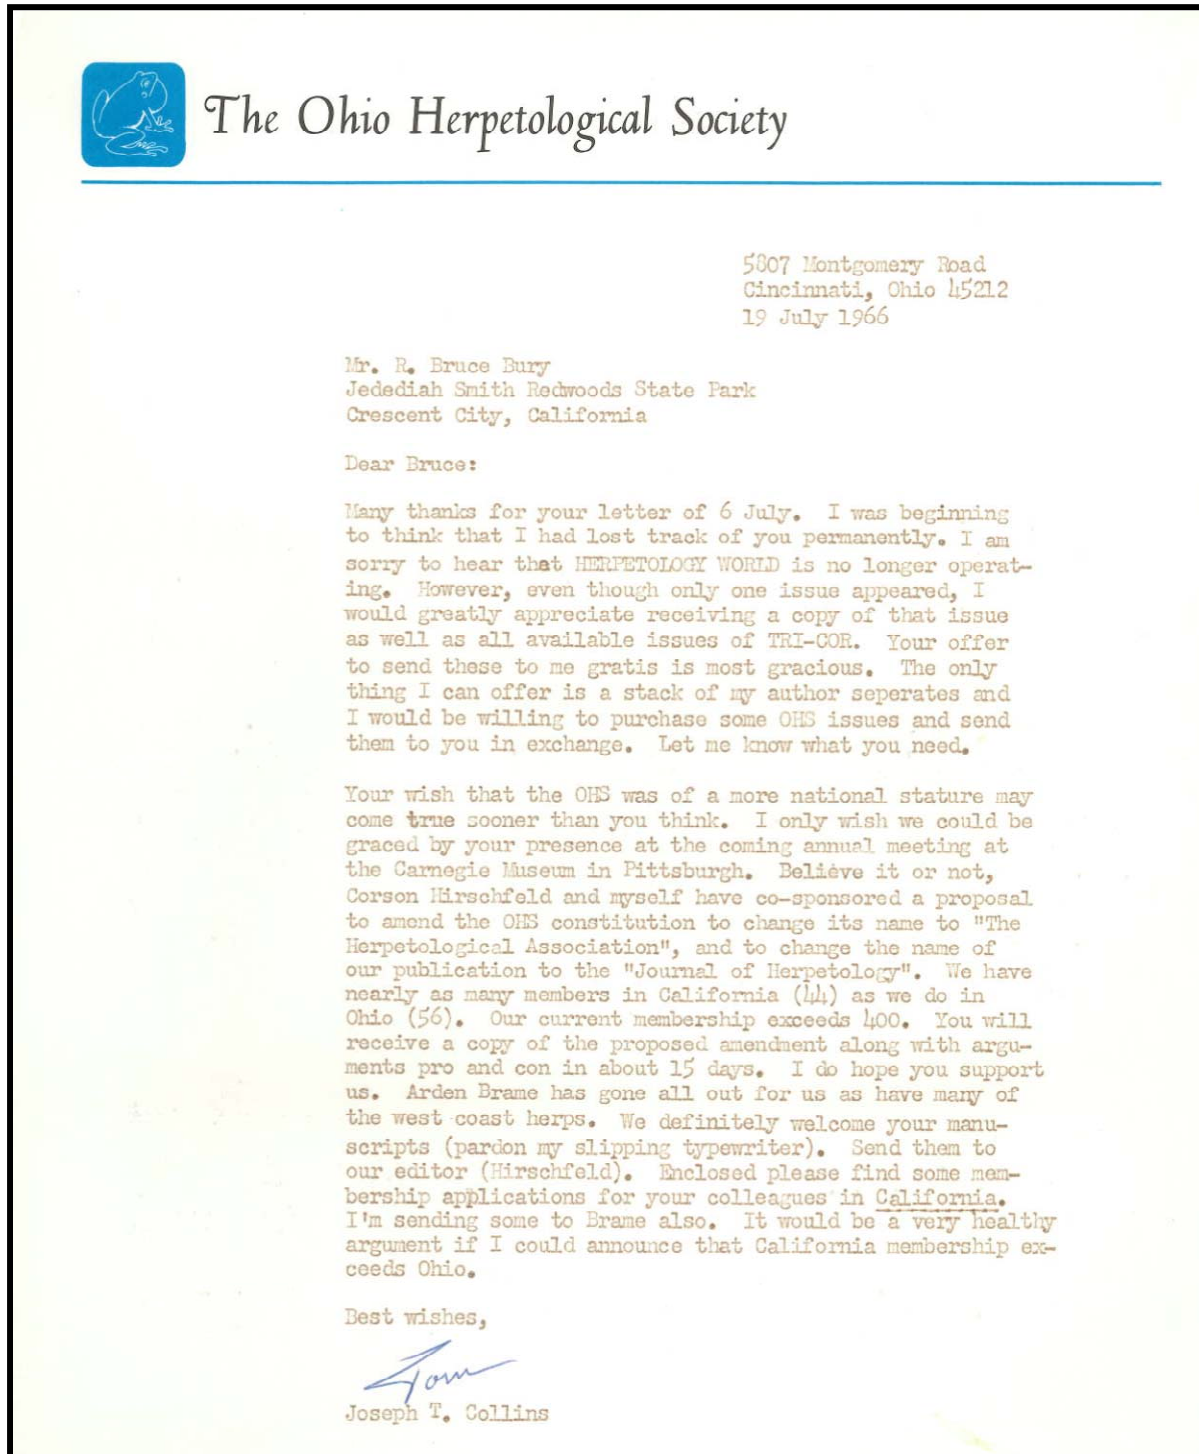 The Ohio Herpetological Society
5807 Montgomery Road
Cincinnati, Ohio 45212
19 July 1966
Mr. R. Bruce Bury
Jedediah Smith Redwoods State Park
Crescent City, California
Dear Bruce:
Many thanks for your letter of 6 July. I was beginning
to think that I had lost track of you permanently. I am
sorry to hear that HERPETOLOGY WORLD is no longer operat-
ing. However, even though only one issue appeared, I
would greatly appreciate receiving a copy of that issue
as well as all available issues of TRI-COR. Your offer
to send these to me gratis is most gracious. The only
thing I can offer is a stack of my author seperates and
I would be willing to purchase some OHS issues and send
them to you in exchange. Let me know what you need.
Your wish that the OHS was of a more national stature may
come true sooner than you think. I only wish we could be
graced by your presence at the coming annual meeting at
the Carnegie Museum in Pittsburgh. Believe it or not,
Corson Hirschfeld and myself have co-sponsored a proposal
to amend the OHS constitution to change its name to "The
Herpetological Association", and to change the name of
our publication to the "Journal of Herpetology". We have
nearly as many members in California (44) as we do in
Ohio (56). Our current membership exceeds 400. You will
receive a copy of the proposed amendment along with argu-
ments pro and con in about 15 days. I do hope you support
us. Arden Brame has gone all out for us as have many of
the west coast herps. We definitely welcome your manu-
scripts (pardon my slipping typewriter). Send them to
our editor (Hirschfeld). Enclosed please find some mem-
bership applications for your colleagues in California.
I'm sending some to Brame also. It would be a very healthy
argument if I could announce that California membership ex-
ceeds Ohio.
Best wishes,
Tom
Joseph T. Collins